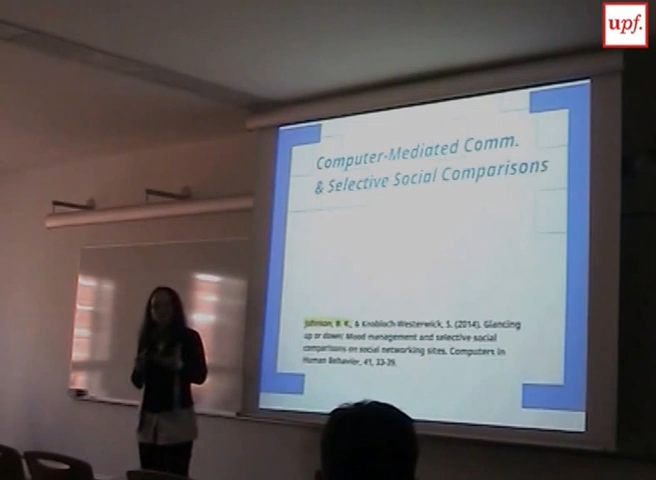 upf.
Computer-Mediated Comm.
& Selective Social Comparisons
Johnson, B. K., & Knobloch-Westerwick, S. (2014). Glancing
up or down: Mood management and selective social
comparisons on social networking sites. Computers in
Human Behavior, 41, 33-39.